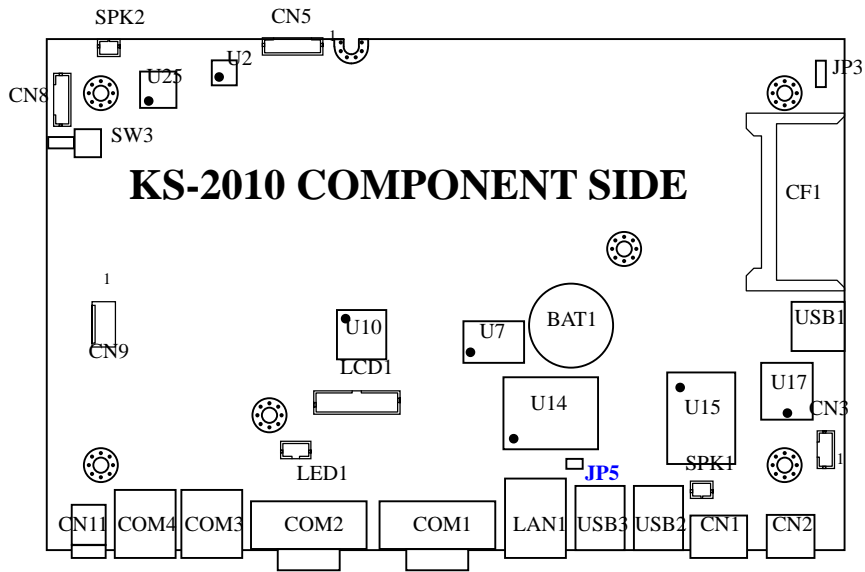 SPK2
CN5
1
U2
U25
JP3
CN8
SW3
KS-2010 COMPONENT SIDE
CF1
1
CN9
U10
U7
BAT1
USB1
LCD1
U14
U15
U17
CN3
1
LED1
JP5
SPK1
CN11
COM4
COM3
COM2
COM1
LAN1
USB3
USB2
CN1
CN2